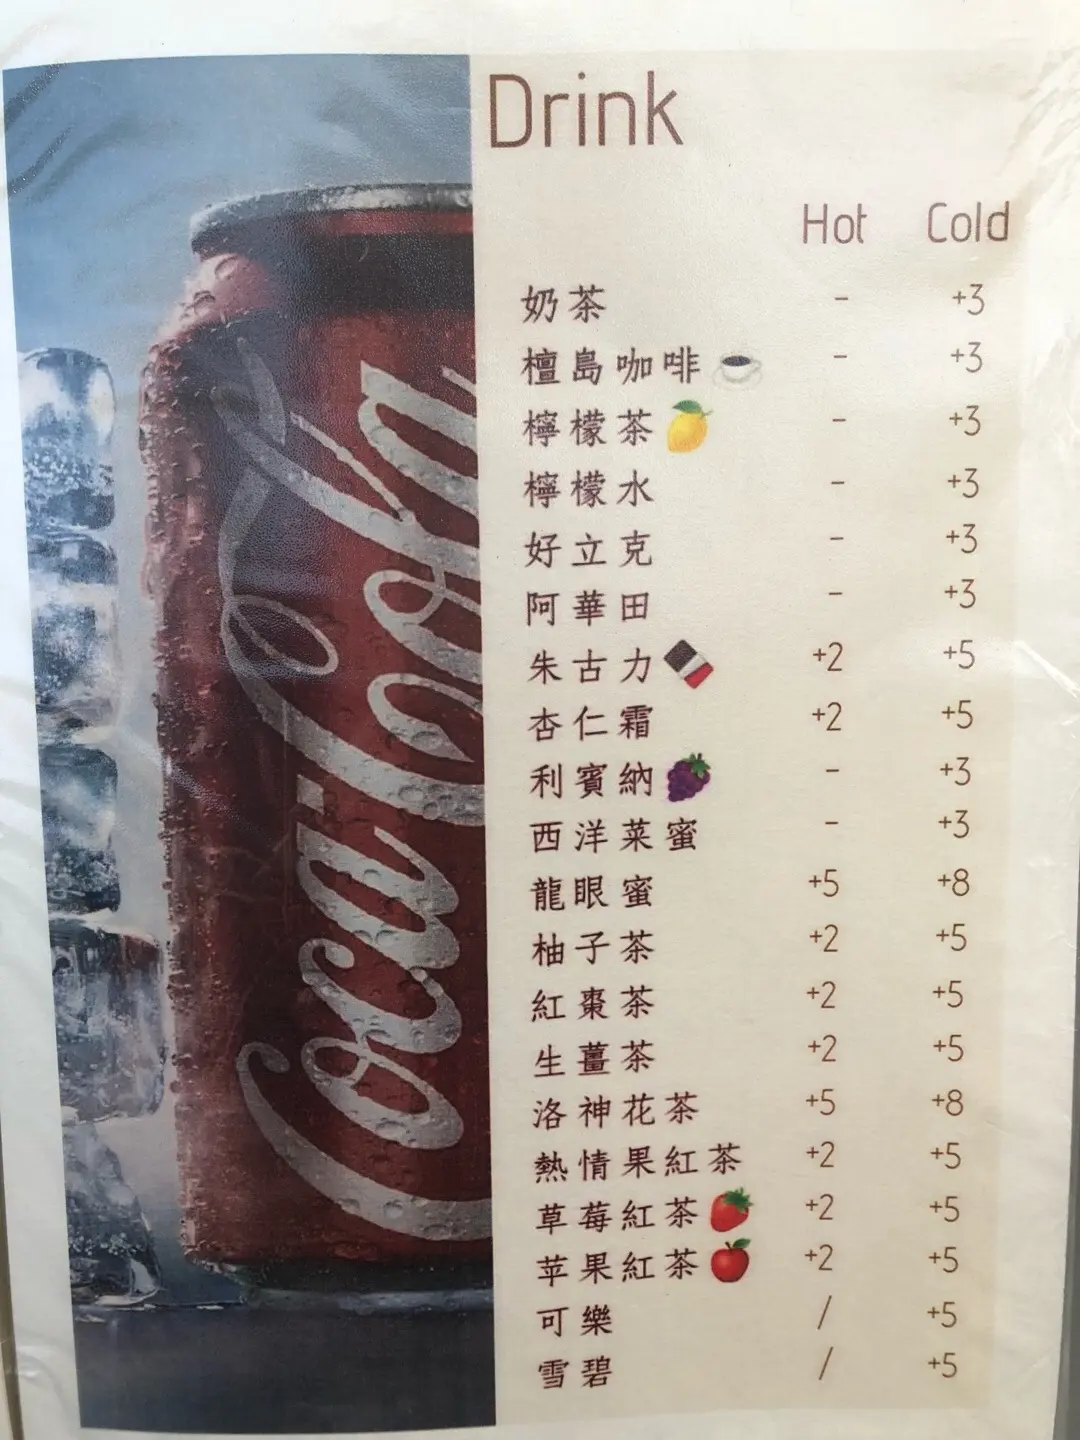 Coca-Cola
Drink
Hot Cold
奶茶 - +3
檀島咖啡 - +3
檸檬茶 - +3
檸檬水 - +3
好立克 - +3
阿華田 - +3
朱古力 +2 +5
杏仁霜 +2 +5
利賓納 - +3
西洋菜蜜 - +3
龍眼蜜 +5 +8
柚子茶 +2 +5
紅棗茶 +2 +5
生薑茶 +2 +5
洛神花茶 +5 +8
熱情果紅茶 +2 +5
草莓紅茶 +2 +5
苹果紅茶 +2 +5
可樂 / +5
雪碧 / +5